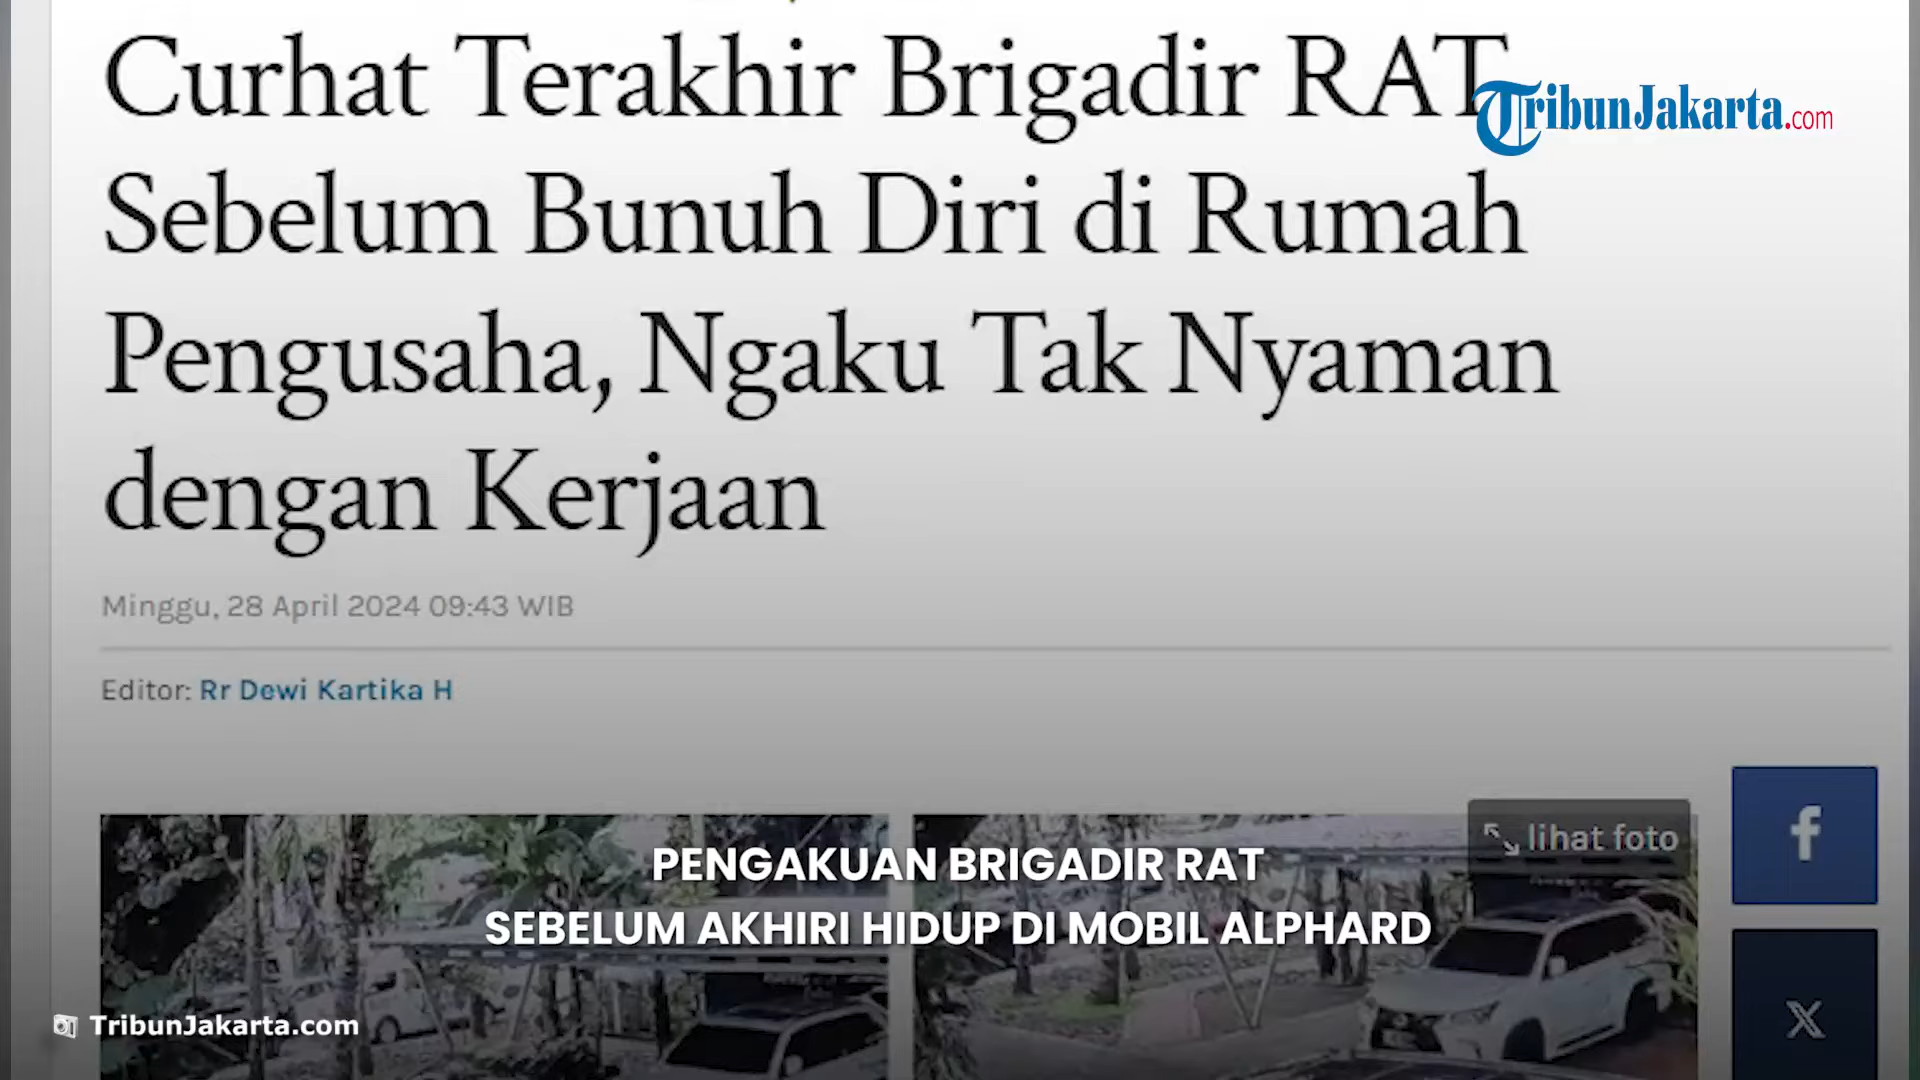 Curhat Terakhir Brigadir RAT
TribunJakarta.com
Sebelum Bunuh Diri di Rumah
Pengusaha, Ngaku Tak Nyaman
dengan Kerjaan
Minggu, 28 April 2024 09:43 WIB
Editor: Rr Dewi Kartika H
lihat foto
PENGAKUAN BRIGADIR RAT
SEBELUM AKHIRI HIDUP DI MOBIL ALPHARD
TribunJakarta.com